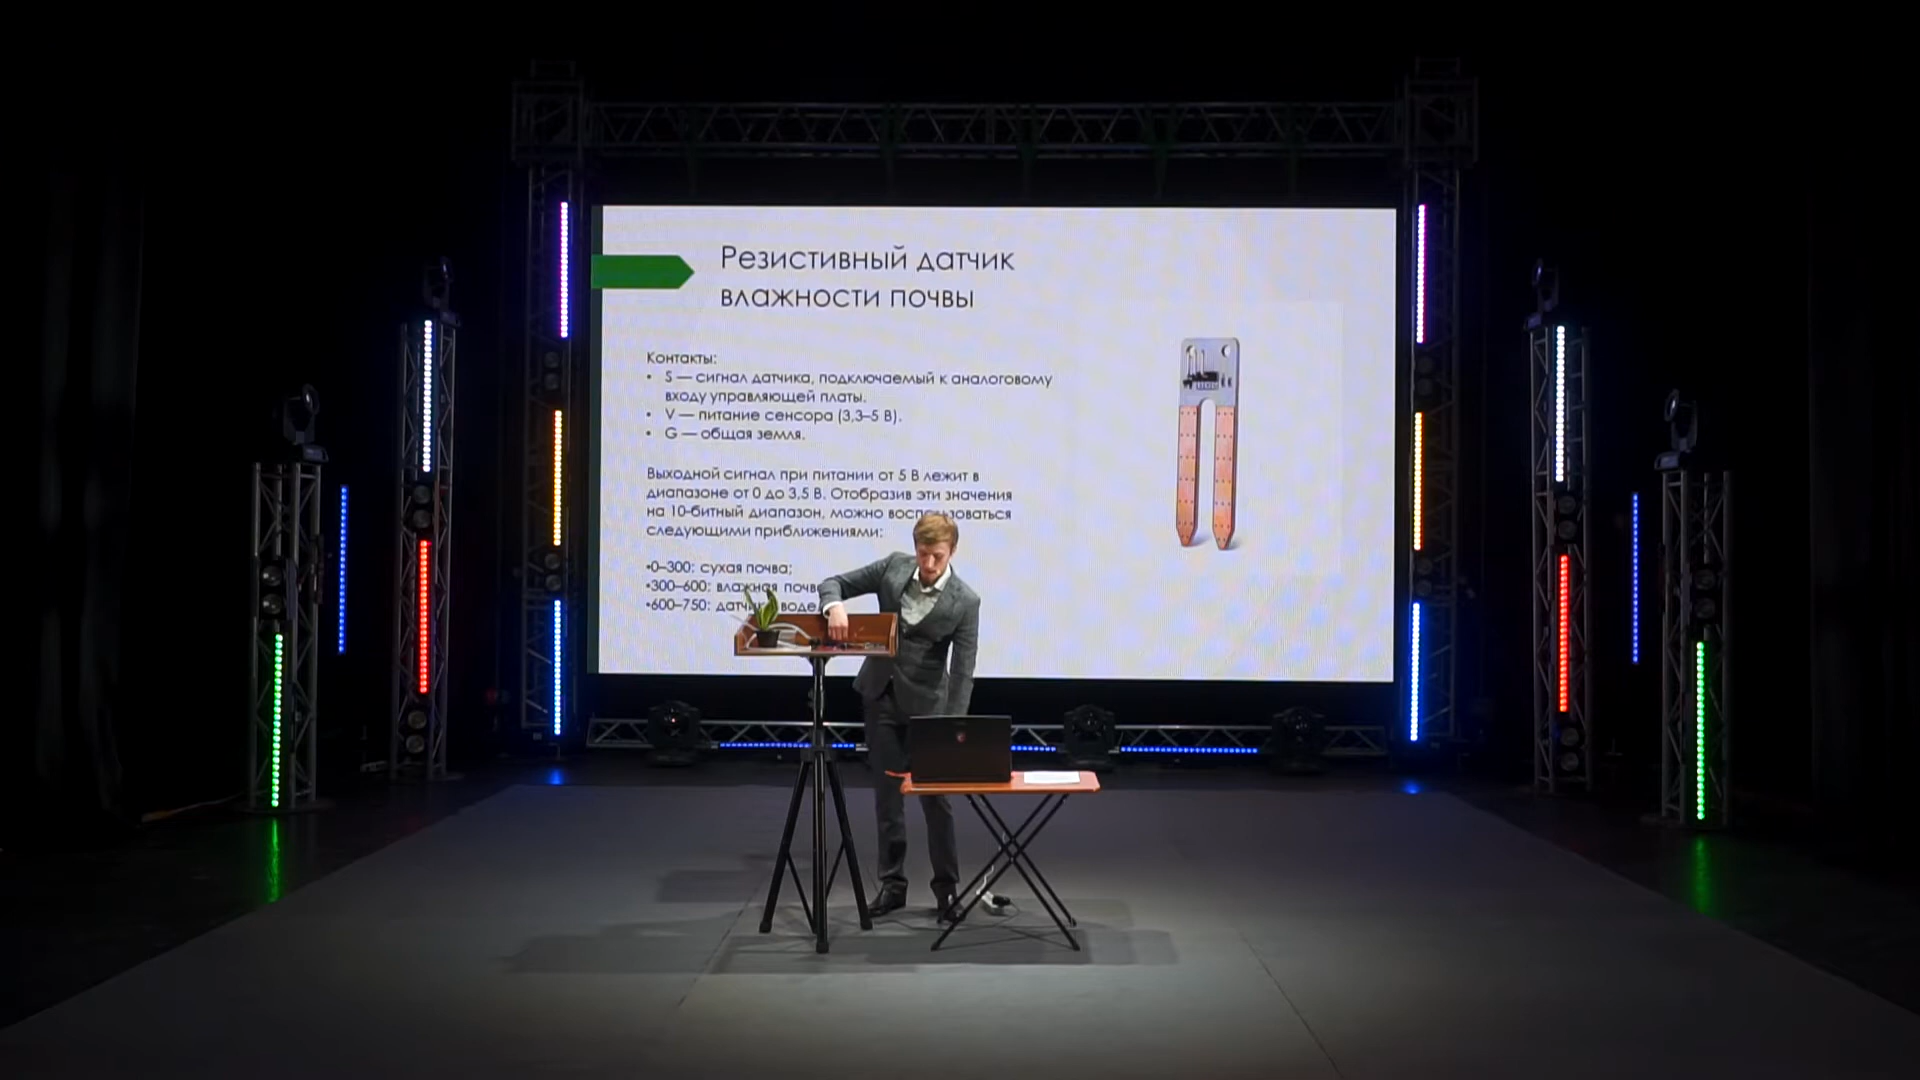 Резистивный датчик
влажности почвы
Контакты:
• S — сигнал датчика, подключаемый к аналоговому
входу управляющей платы.
• V — питание сенсора (3,3–5 В).
• G — общая земля.
Выходной сигнал при питании от 5 В лежит в
диапазоне от 0 до 3,5 В. Отобразив эти значения
на 10-битный диапазон, можно воспользоваться
следующими приближениями:
•0–300: сухая почва;
•300–600: влажная
•600–750: